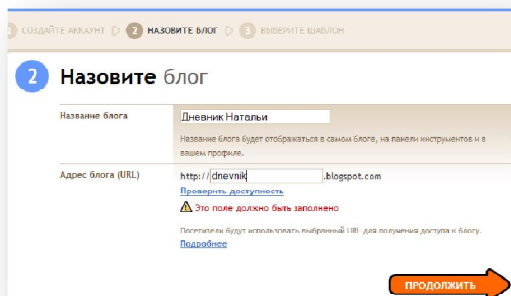 1 СОЗДАЙТЕ АККАУНТ 2 НАЗОВИТЕ БЛОГ 3 ВЫБЕРИТЕ ШАБЛОН
2 Назовите блог
Название блога Дневник Натальи
Название блога будет отображаться в самом блоге, на панели инструментов и в
вашем профиле.
Адрес блога (URL) http:// dnevnik .blogspot.com
Проверить доступность
Это поле должно быть заполнено
Посетители будут использовать выбранный URL для получения доступа к блогу.
Подробнее
ПРОДОЛЖИТЬ